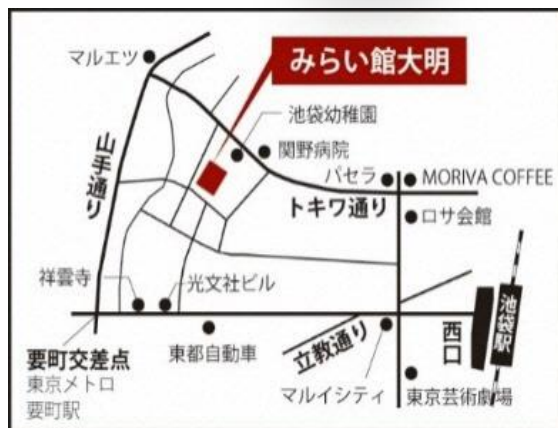 マルエツ
みらい館大明
池袋幼稚園
関野病院
山手通り
パセラ
MORIVA COFFEE
トキワ通り
ロサ会館
祥雲寺
光文社ビル
池袋駅
西口
立教通り
要町交差点
東京メトロ
要町駅
東都自動車
マルイシティ
東京芸術劇場